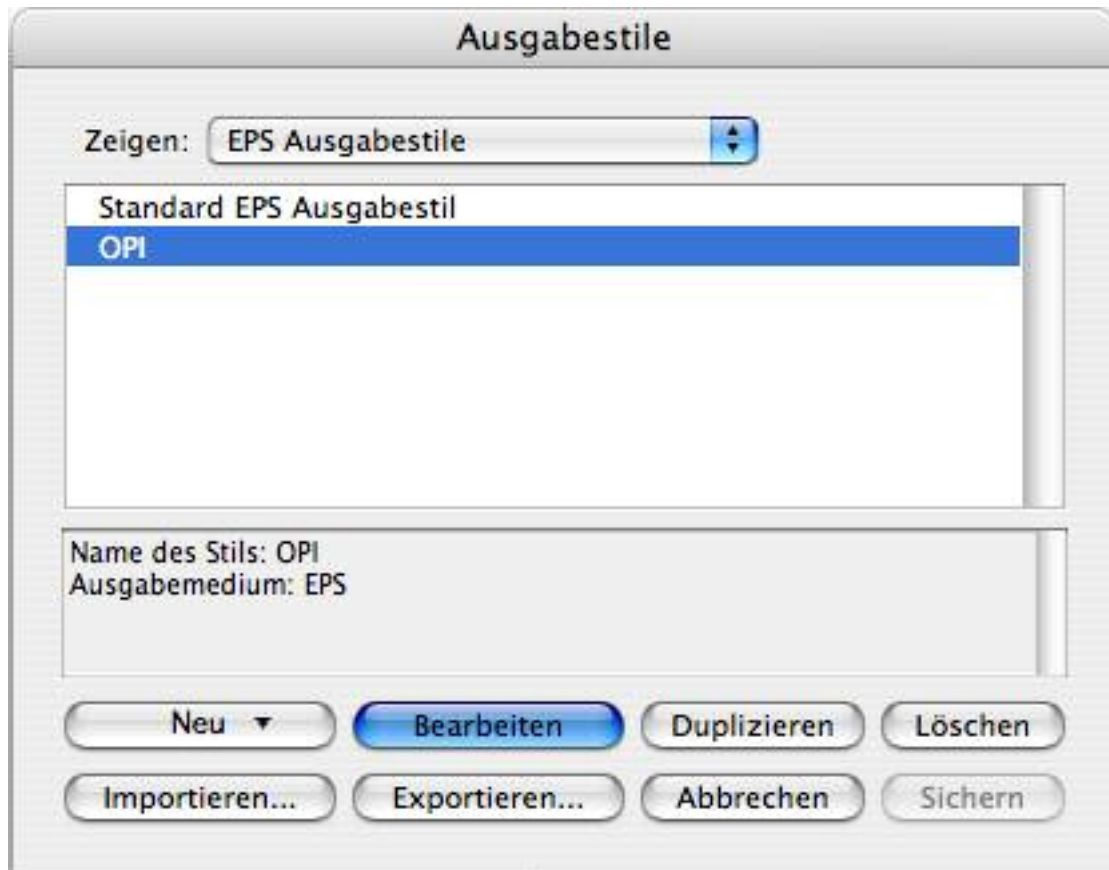 Ausgabestile
Zeigen: EPS Ausgabestile
Standard EPS Ausgabestil
OPI
Name des Stils: OPI
Ausgabemedium: EPS
Neu Bearbeiten Duplizieren Löschen
Importieren... Exportieren... Abbrechen Sichern